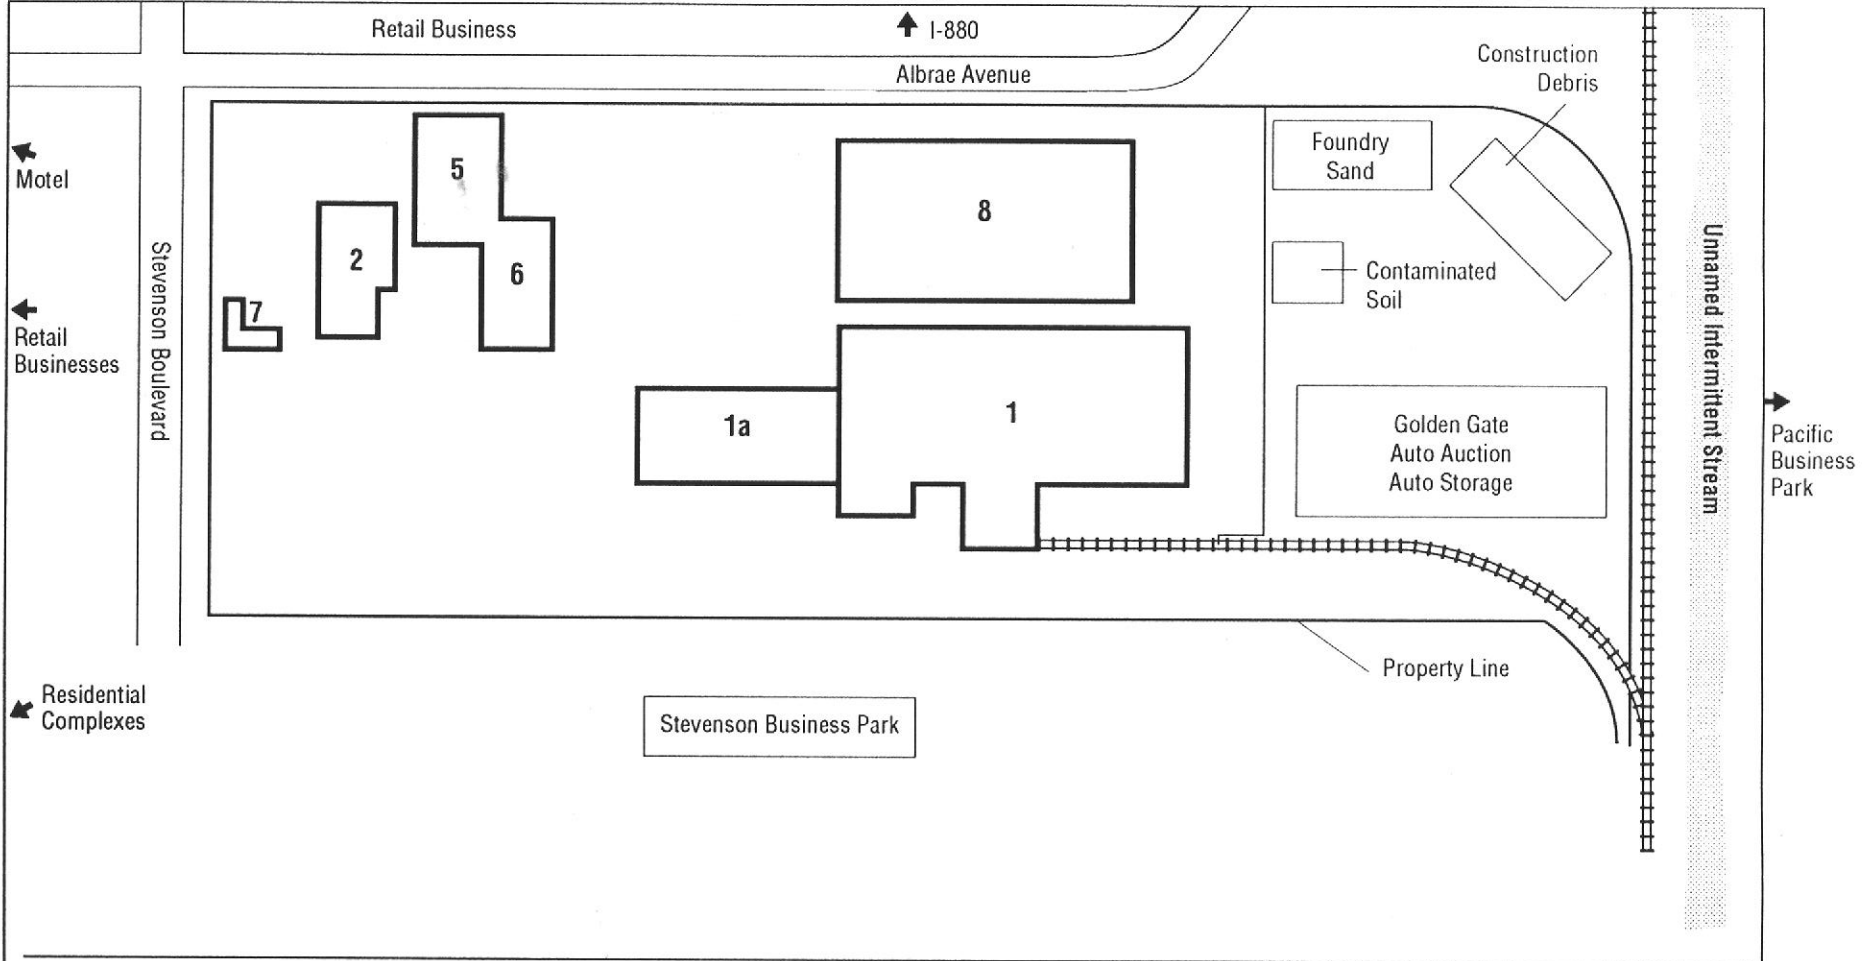 Retail Business
I-880
Albrae Avenue
Construction
Debris
Foundry
Sand
Motel
5
8
2
6
7
Contaminated
Soil
Retail
Businesses
Stevenson Boulevard
Unnamed Intermittent Stream
1a
1
Golden Gate
Auto Auction
Auto Storage
Pacific
Business
Park
Property Line
Residential
Complexes
Stevenson Business Park